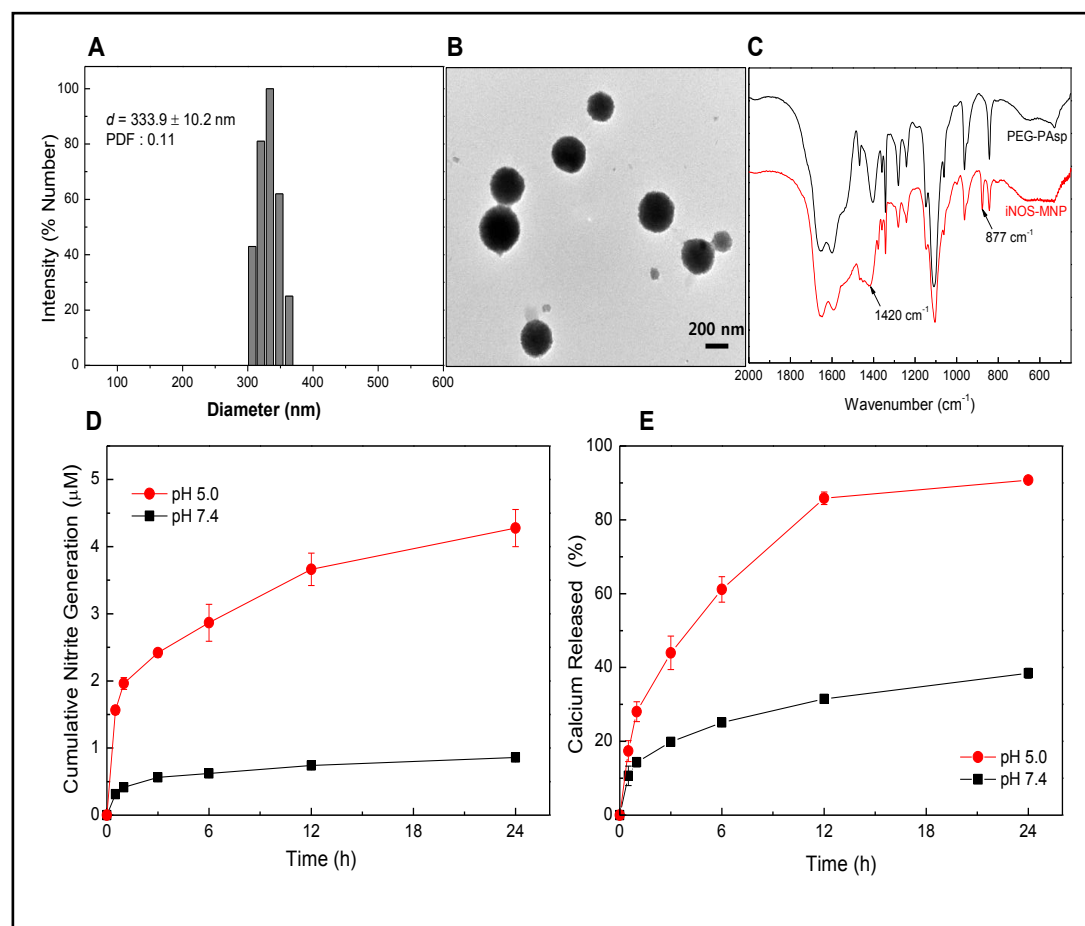 A
Intensity (% Number)
100
80
60
40
20
0
d = 333.9 ± 10.2 nm
PDF : 0.11
100 200 300 400 500 600
Diameter (nm)
B
200 nm
C
PEG-PAsp
iNOS-MNP
877 cm⁻¹
1420 cm⁻¹
2000 1800 1600 1400 1200 1000 800 600
Wavenumber (cm⁻¹)
D
Cumulative Nitrite Generation (μM)
5
4
3
2
1
0
pH 5.0
pH 7.4
0 6 12 18 24
Time (h)
E
Calcium Released (%)
100
80
60
40
20
0
pH 5.0
pH 7.4
0 6 12 18 24
Time (h)